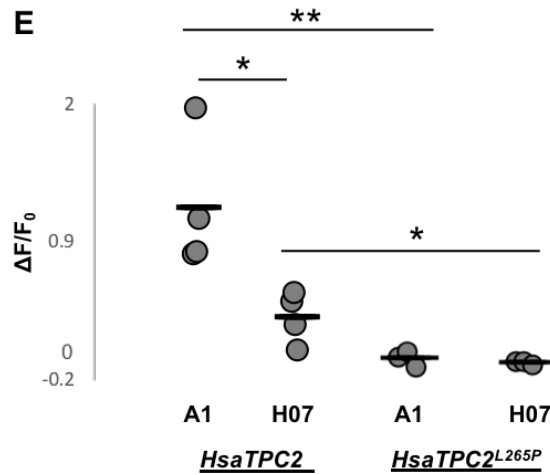 E
**
*
2
ΔF/F0
0.9
*
0
-0.2
A1 H07 A1 H07
HsaTPC2 HsaTPC2L265P